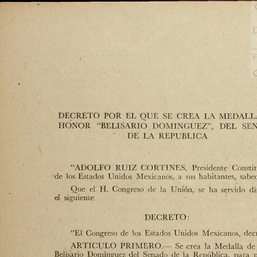 DECRETO POR EL QUE SE CREA LA MEDALLA
HONOR "BELISARIO DOMINGUEZ", DEL SEN
DE LA REPUBLICA
"ADOLFO RUIZ CORTINES, Presidente Constit
de los Estados Unidos Mexicanos, a sus habitantes, sabed
Que el H. Congreso de la Unión, se ha servido di
el siguiente
DECRETO:
"El Congreso de los Estados Unidos Mexicanos, decr
ARTICULO PRIMERO.— Se crea la Medalla de
Belisario Domínguez del Senado de la República, para